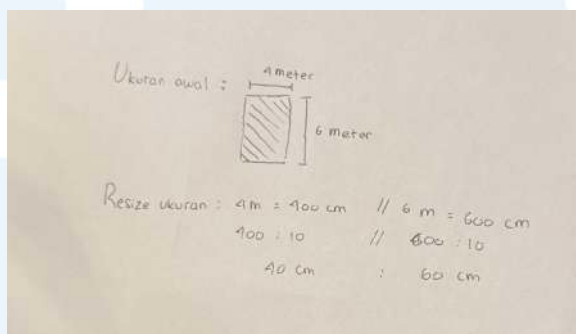 4 meter
Ukuran awal :
6 meter
Resize ukuran : 4m = 400 cm // 6 m = 600 cm
400 : 10 // 600 : 10
40 cm : 60 cm